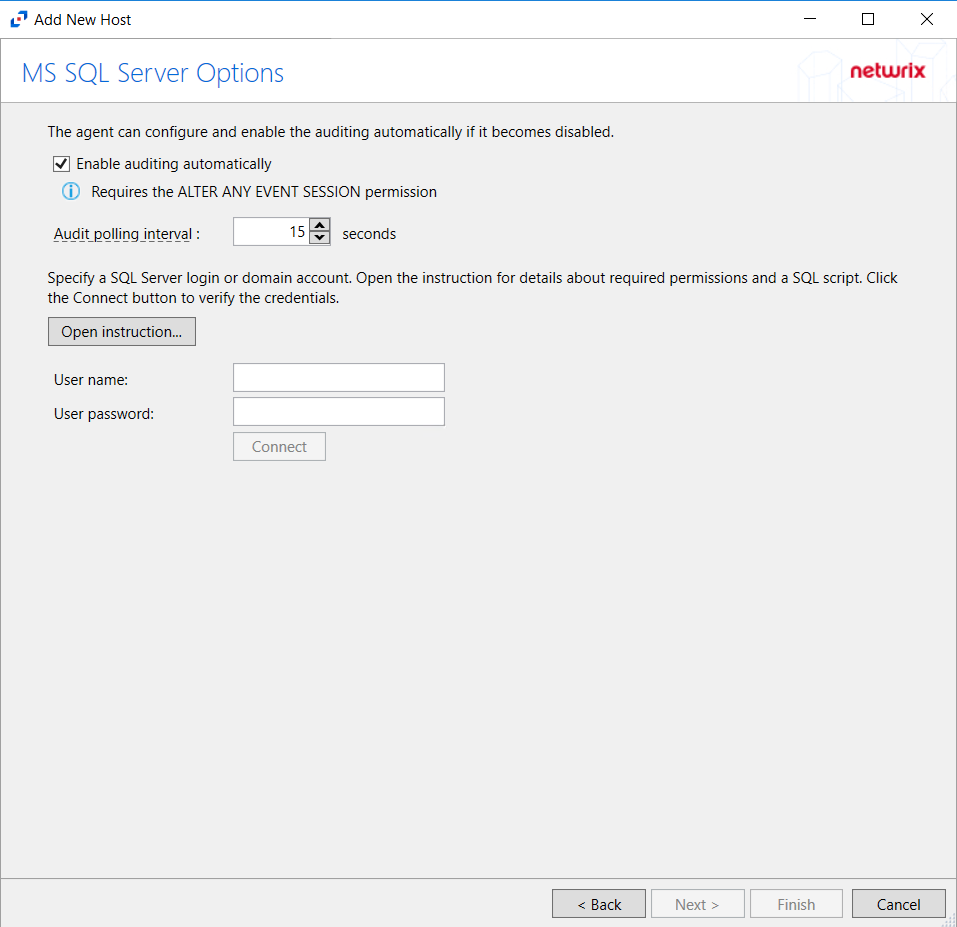 Add New Host
MS SQL Server Options
netwrix
The agent can configure and enable the auditing automatically if it becomes disabled.
Enable auditing automatically
Requires the ALTER ANY EVENT SESSION permission
Audit polling interval : 15 seconds
Specify a SQL Server login or domain account. Open the instruction for details about required permissions and a SQL script. Click
the Connect button to verify the credentials.
Open instruction...
User name:
User password:
Connect
< Back Next > Finish Cancel